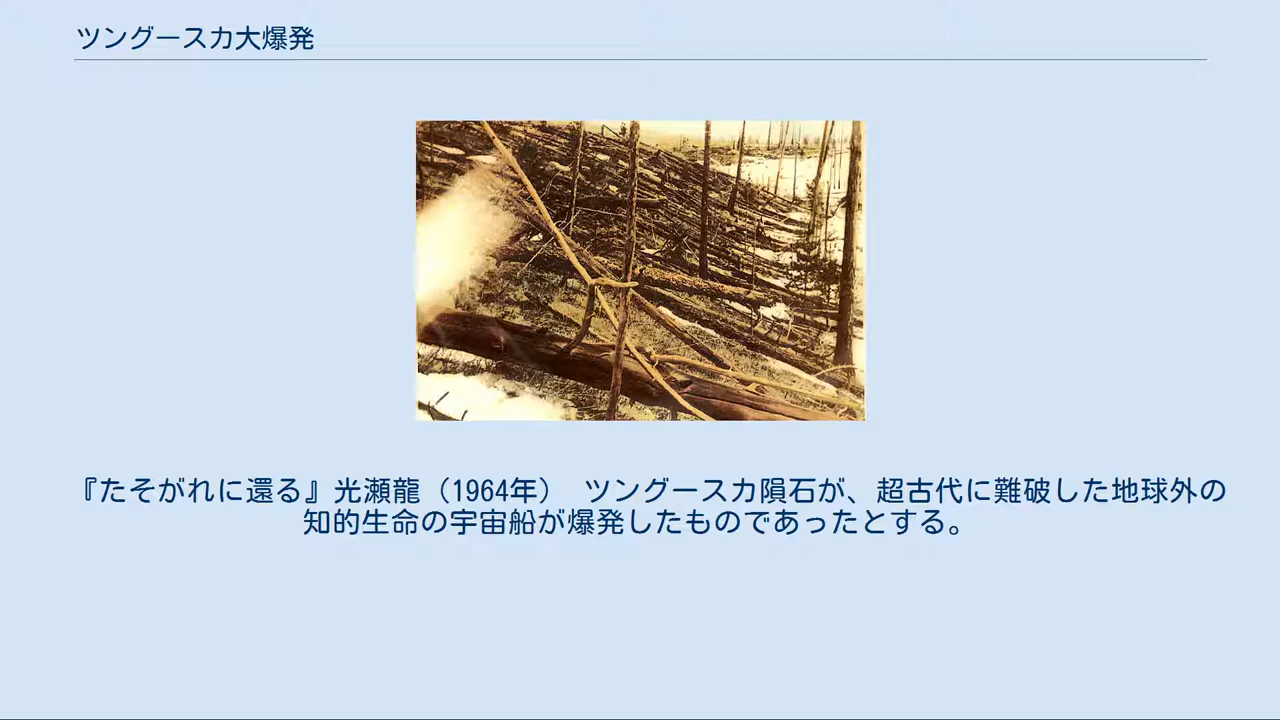 ツングースカ大爆発
『たそがれに還る』光瀬龍（1964年）　ツングースカ隕石が、超古代に難破した地球外の
知的生命の宇宙船が爆発したものであったとする。